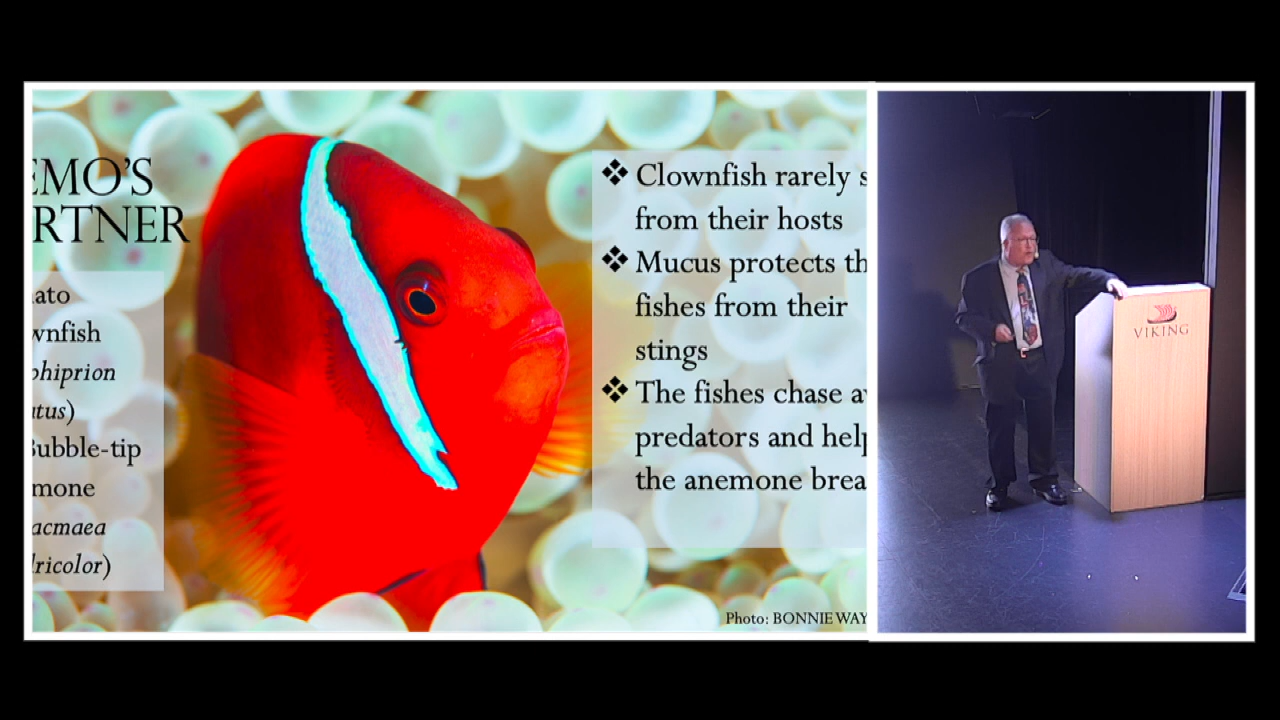 EMO'S
RTNER
ato
wnfish
phiprion
atus)
Bubble-tip
mone
acmaea
dricolor)
Clownfish rarely s
from their hosts
Mucus protects th
fishes from their
stings
The fishes chase av
predators and help
the anemone brea
Photo: BONNIE WAY
VIKING